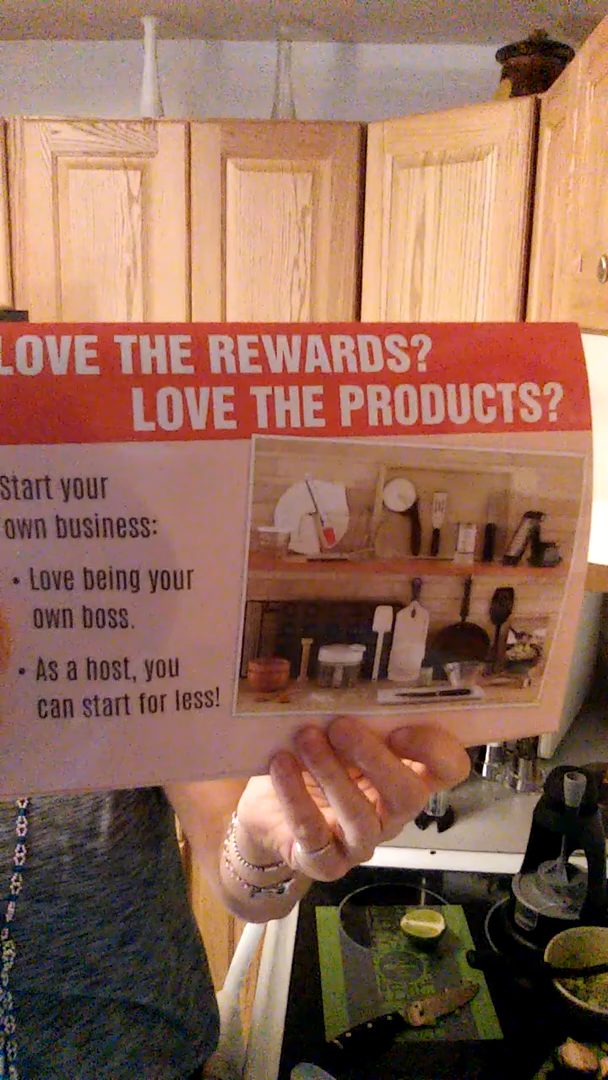 LOVE THE REWARDS?
LOVE THE PRODUCTS?
Start your
own business:
• Love being your
own boss.
• As a host, you
can start for less!